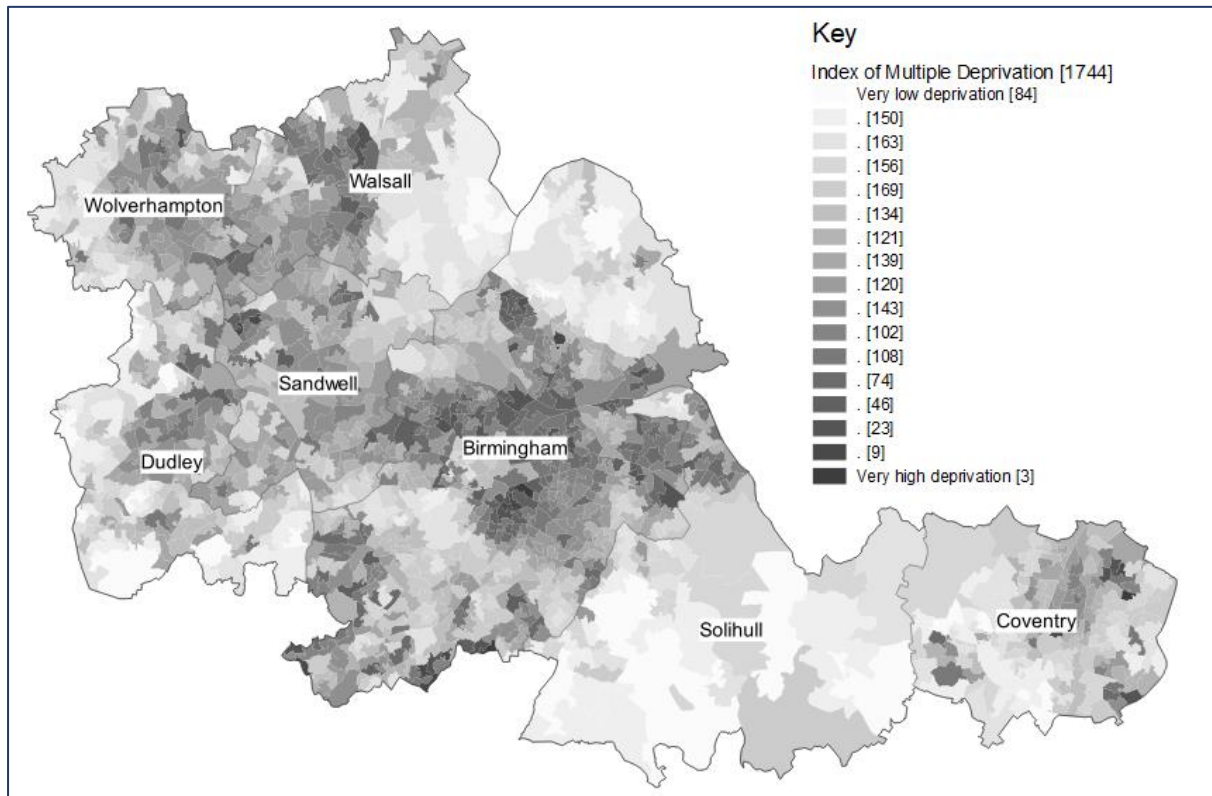 Key
Index of Multiple Deprivation [1744]
Very low deprivation [84]
. [150]
. [163]
. [156]
. [169]
. [134]
. [121]
. [139]
. [120]
. [143]
. [102]
. [108]
. [74]
. [46]
. [23]
. [9]
Very high deprivation [3]
Walsall
Wolverhampton
Sandwell
Birmingham
Dudley
Solihull
Coventry